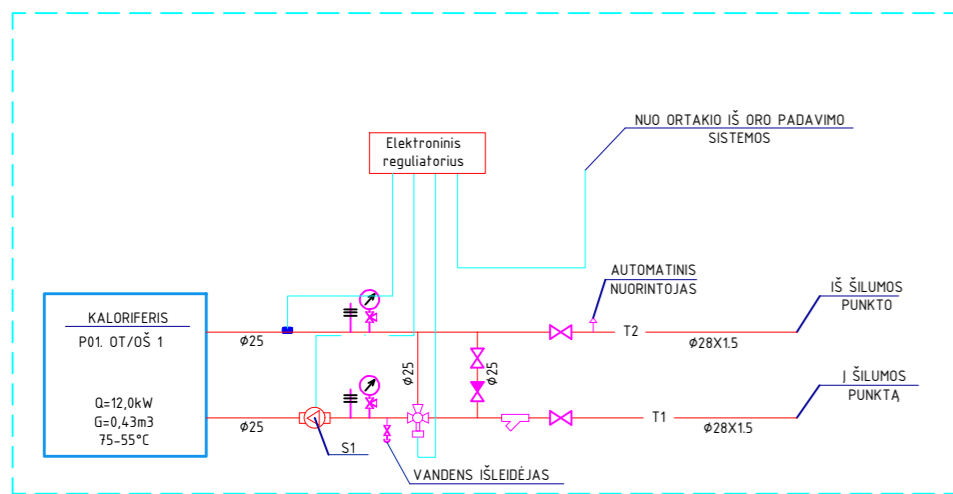 NUO ORTAKIO IŠ ORO PADAVIMO
SISTEMOS
Elektroninis
reguliatorius
AUTOMATINIS
NUORINTOJAS
IŠ ŠILUMOS
PUNKTO
KALORIFERIS
P01. OT/OŠ 1
Q=12,0kW
G=0,43m3
75-55°C
ø25
T2
ø28X1.5
ø25
ø25
Į ŠILUMOS
PUNKTĄ
ø25
T1
ø28X1.5
S1
VANDENS IŠLEIDĖJAS